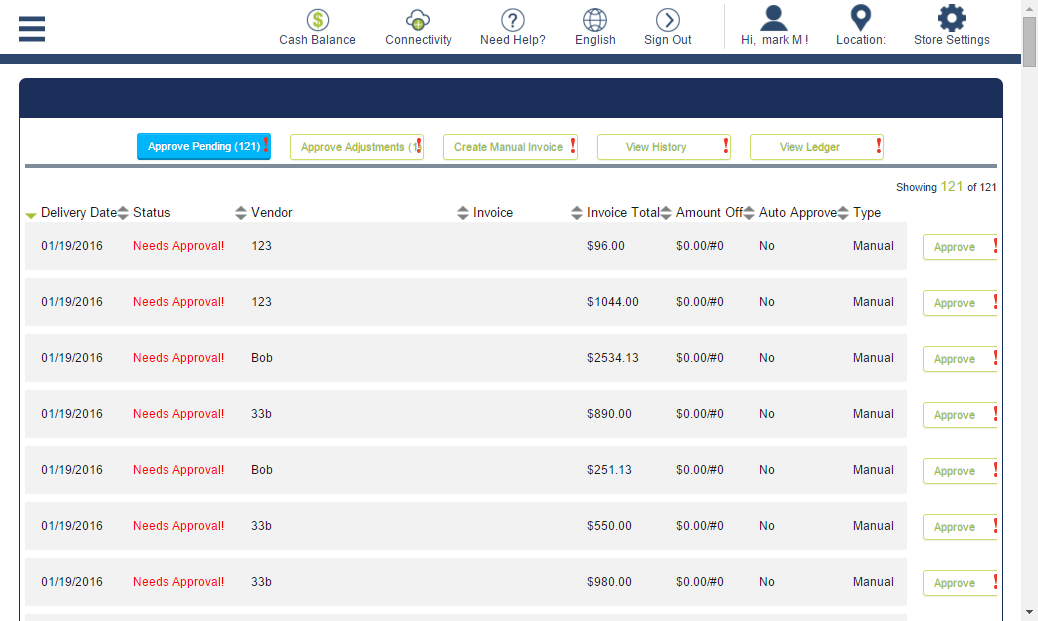 Cash Balance Connectivity Need Help? English Sign Out Hi, mark M ! Location: Store Settings
Approve Pending (121) Approve Adjustments ( Create Manual Invoice View History View Ledger
Showing 121 of 121
Delivery Date Status Vendor Invoice Invoice Total Amount Off Auto Approve Type
01/19/2016 Needs Approval! 123 $96.00 $0.00/#0 No Manual Approve
01/19/2016 Needs Approval! 123 $1044.00 $0.00/#0 No Manual Approve
01/19/2016 Needs Approval! Bob $2534.13 $0.00/#0 No Manual Approve
01/19/2016 Needs Approval! 33b $890.00 $0.00/#0 No Manual Approve
01/19/2016 Needs Approval! Bob $251.13 $0.00/#0 No Manual Approve
01/19/2016 Needs Approval! 33b $550.00 $0.00/#0 No Manual Approve
01/19/2016 Needs Approval! 33b $980.00 $0.00/#0 No Manual Approve